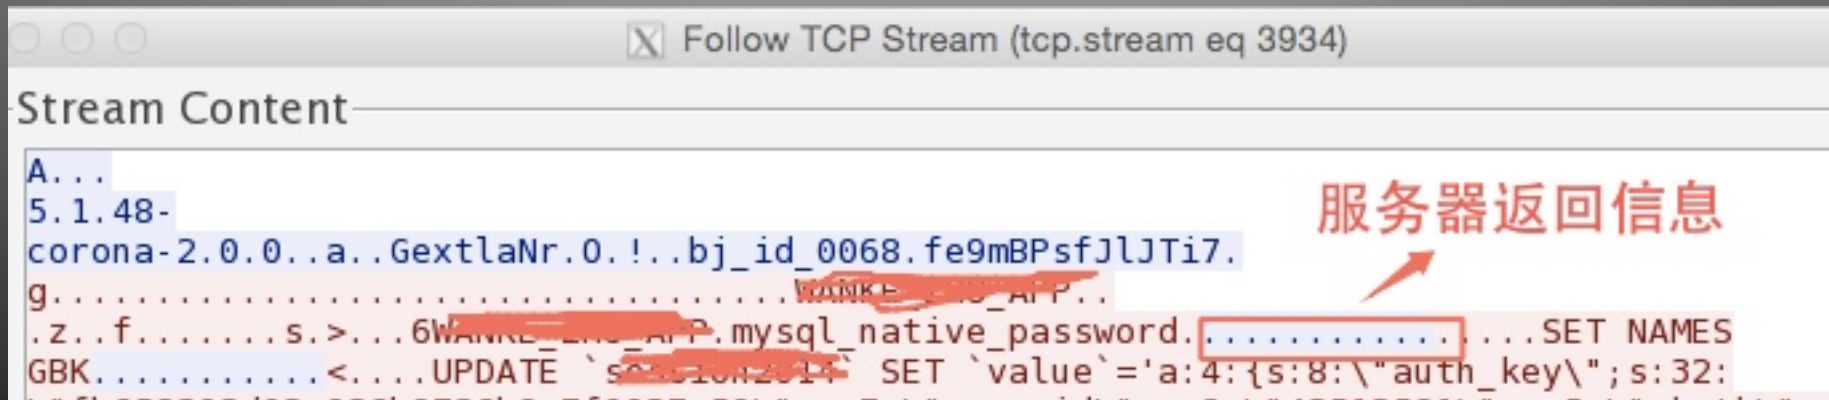 Follow TCP Stream (tcp.stream eq 3934)
Stream Content
A...
5.1.48-
服务器返回信息
corona-2.0.0..a..GextlaNr.O.!..bj_id_0068.fe9mBPsfJlJTi7.
g....................................
.z..f.......s.>...6 .mysql_native_password.................SET NAMES
GBK...........<....UPDATE ` ` SET `value`='a:4:{s:8:\"auth_key\";s:32: